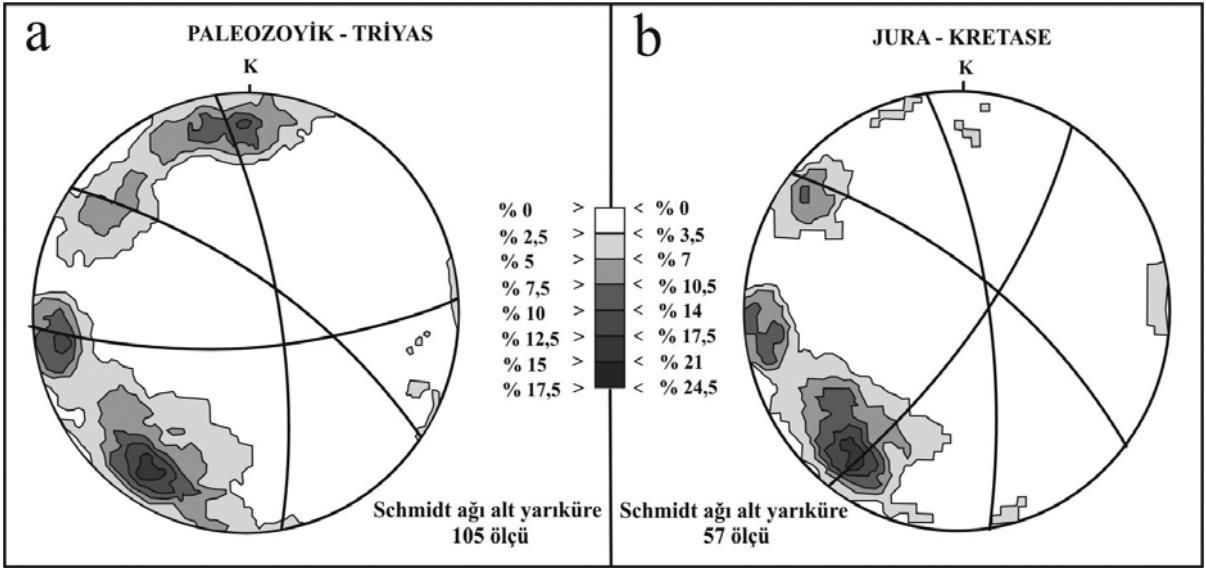 a
PALEOZOYİK - TRİYAS
K
b
JURA - KRETASE
K
% 0 > < % 0
% 2,5 > < % 3,5
% 5 > < % 7
% 7,5 > < % 10,5
% 10 > < % 14
% 12,5 > < % 17,5
% 15 > < % 21
% 17,5 > < % 24,5
Schmidt ağı alt yarıküre
105 ölçü
Schmidt ağı alt yarıküre
57 ölçü